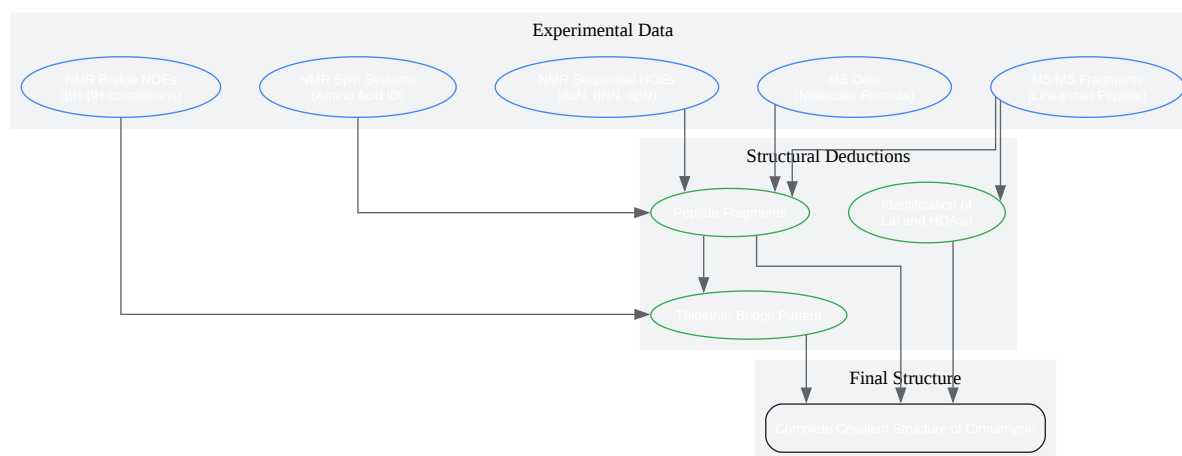 Experimental Data
NMR Bridge NOEs
(βH-βH correlations)
NMR Spin Systems
(Amino Acid ID)
NMR Sequential NOEs
(dαN, dNN, dβN)
MS Data
(Molecular Formula)
MS/MS Fragments
(Linearized Peptide)
Structural Deductions
Peptide Fragments
Identification of
Lal and HOAsp
Thioether Bridge Pattern
Final Structure
Complete Covalent Structure of Cinnamycin